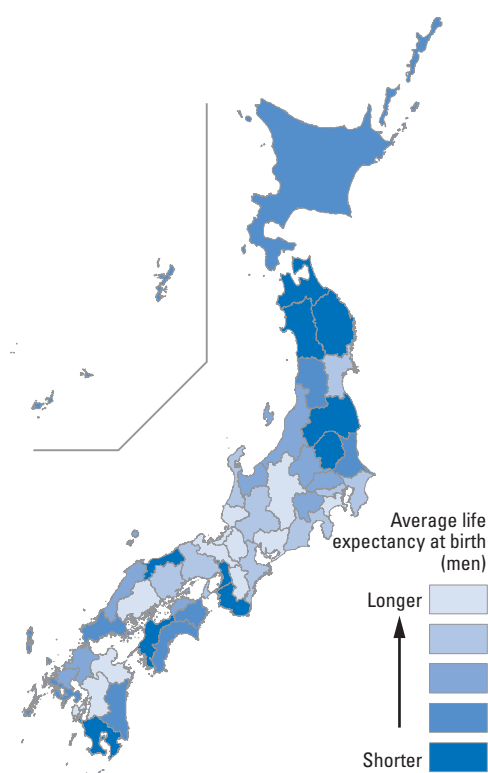 Average life
expectancy at birth
(men)
Longer
Shorter